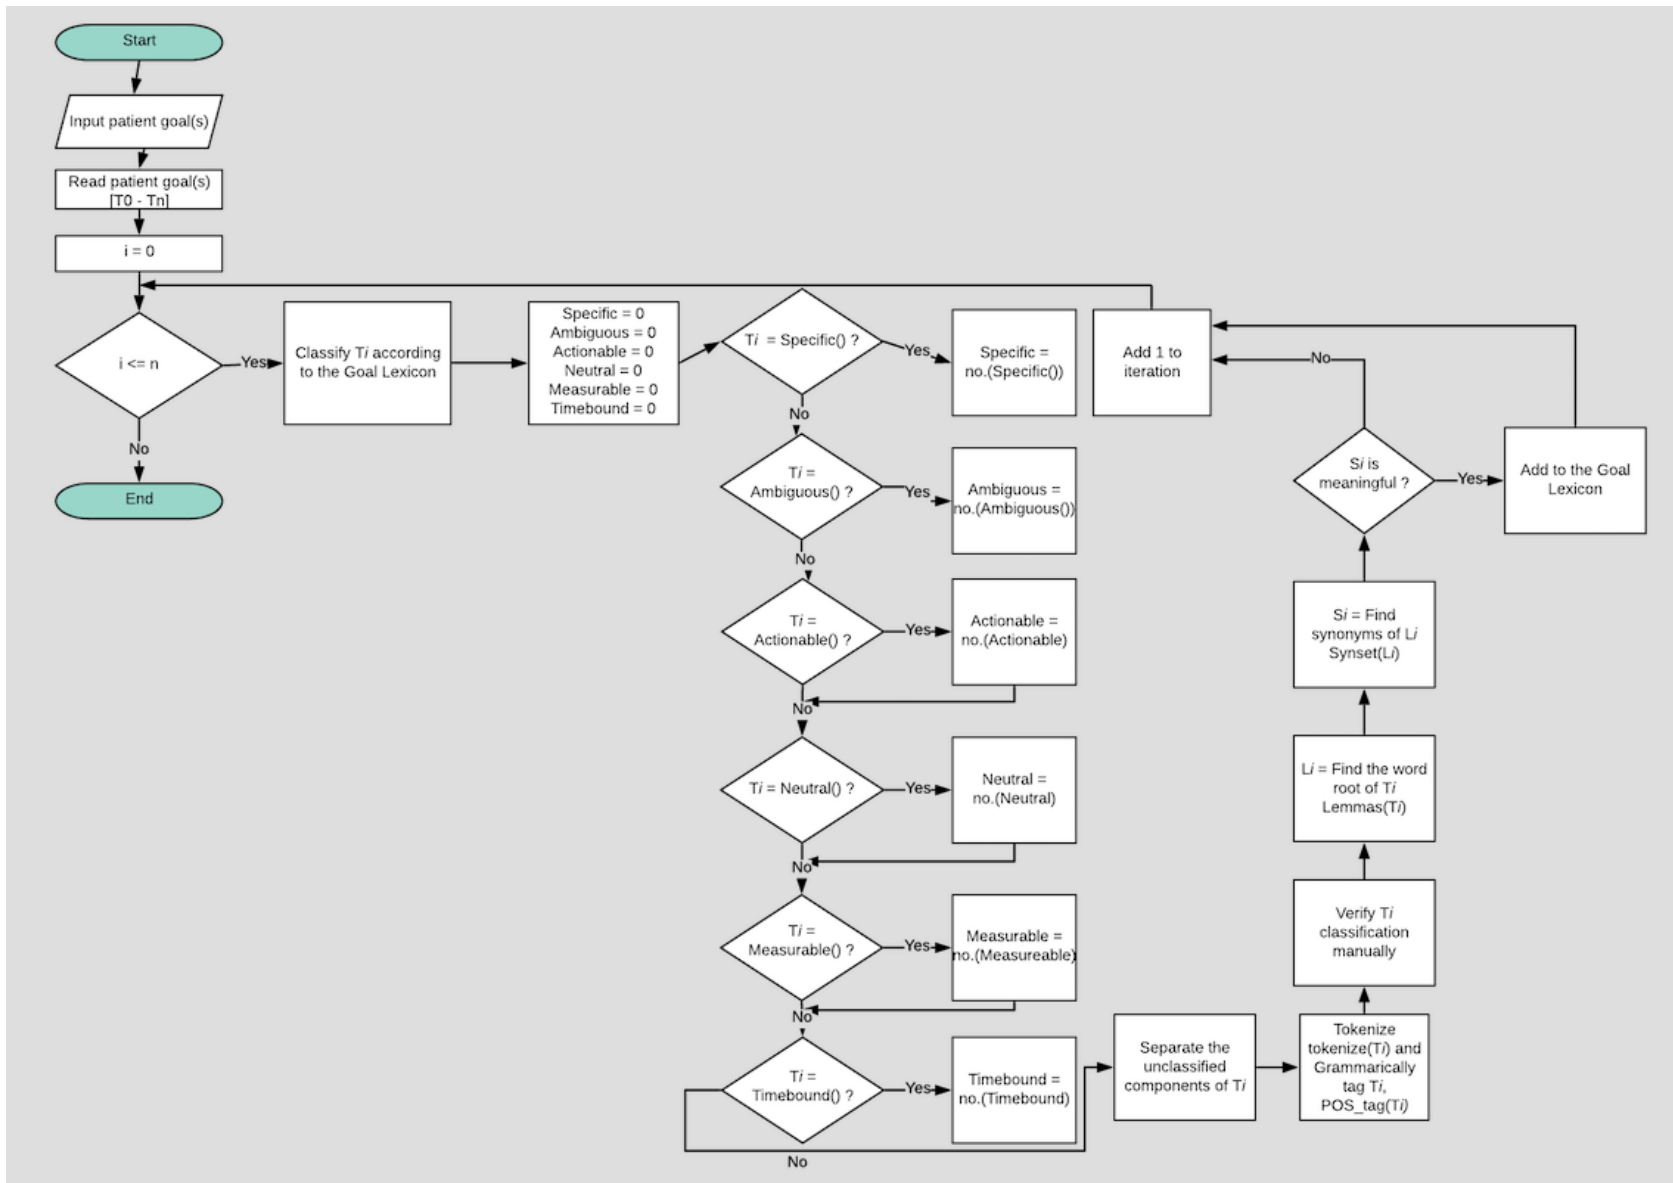 Start
Input patient goal(s)
Read patient goal(s)
[T0 - Tn]
i = 0
i <= n
Yes
No
End
Classify Ti according
to the Goal Lexicon
Specific = 0
Ambiguous = 0
Actionable = 0
Neutral = 0
Measurable = 0
Timebound = 0
Ti = Specific() ?
Yes
Specific =
no.(Specific())
No
Ti =
Ambiguous() ?
Yes
Ambiguous =
no.(Ambiguous())
No
Ti =
Actionable() ?
Yes
Actionable =
no.(Actionable)
No
Ti = Neutral() ?
Yes
Neutral =
no.(Neutral)
No
Ti =
Measurable() ?
Yes
Measurable =
no.(Measureable)
No
Ti =
Timebound() ?
Yes
Timebound =
no.(Timebound)
No
Separate the
unclassified
components of Ti
Tokenize
tokenize(Ti) and
Grammarically
tag Ti,
POS_tag(Ti)
Verify Ti
classification
manually
Li = Find the word
root of Ti
Lemmas(Ti)
Si = Find
synonyms of Li
Synset(Li)
Si is
meaningful ?
Yes
Add to the Goal
Lexicon
No
Add 1 to
iteration